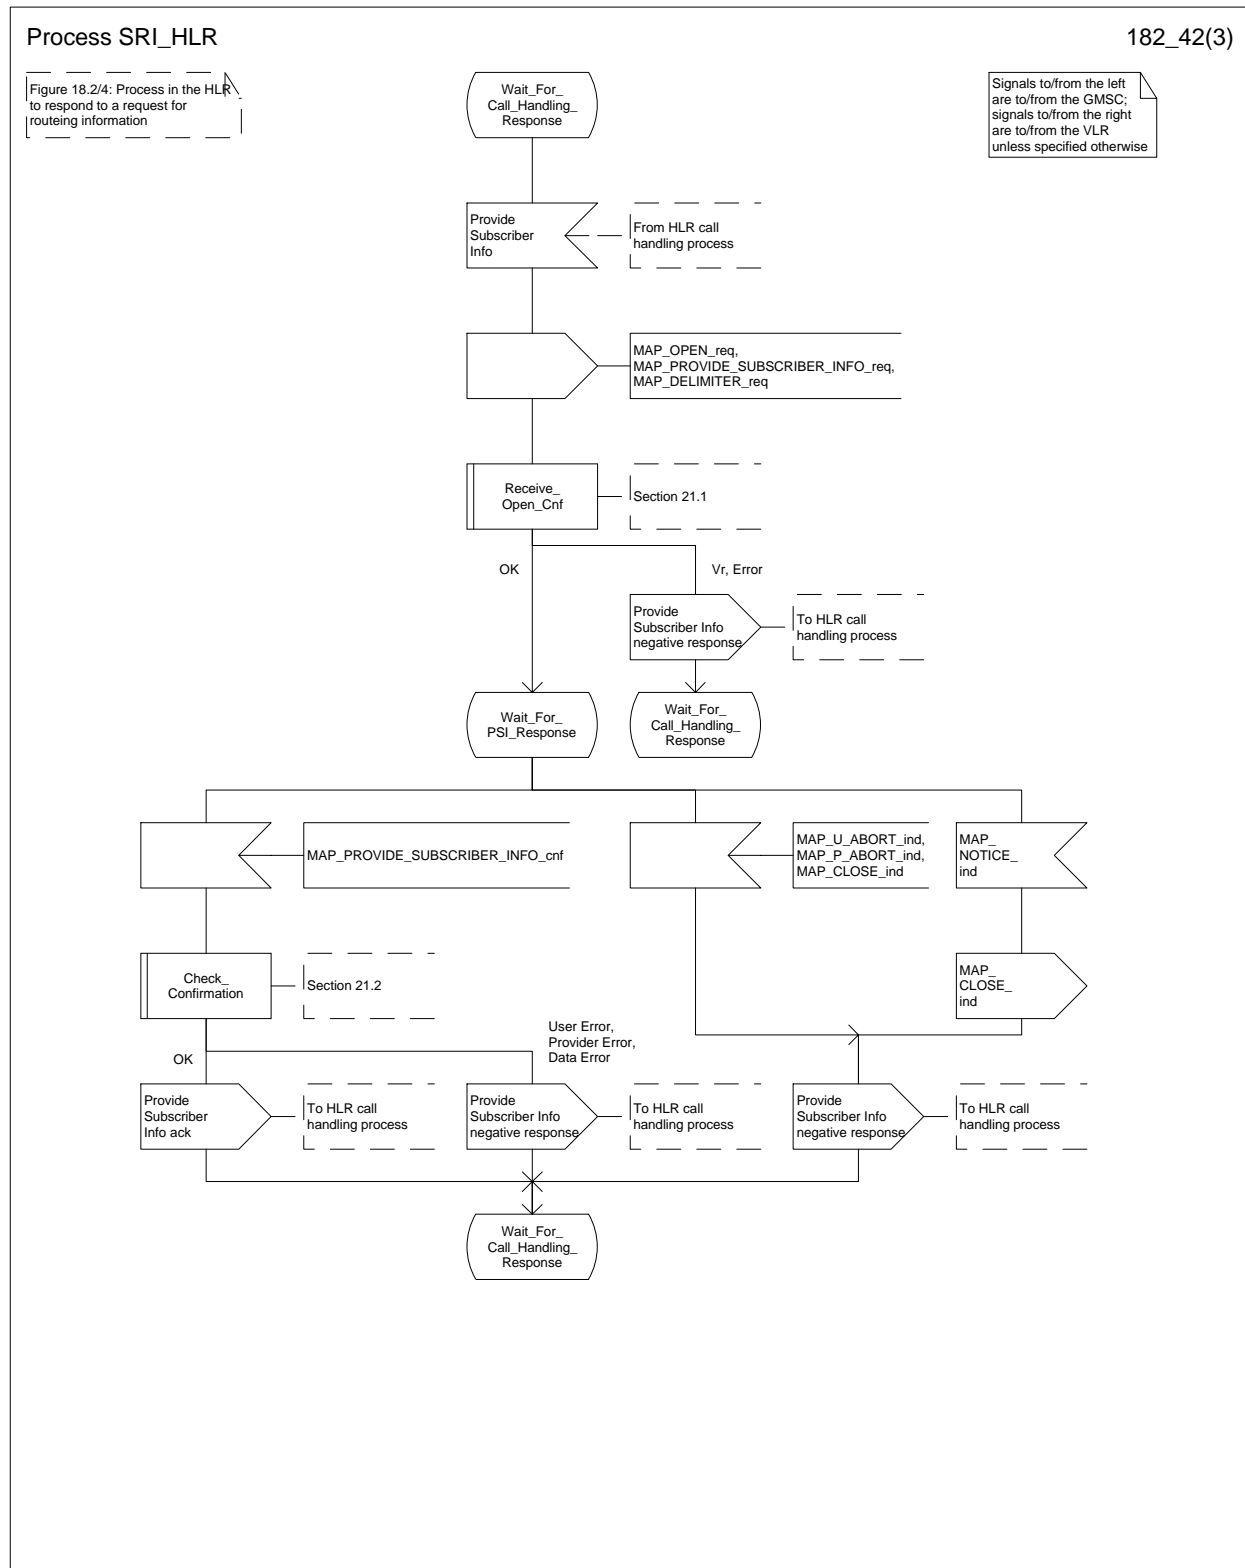 Process SRI_HLR
182_42(3)
Figure 18.2/4: Process in the HLR
to respond to a request for
routeing information
Signals to/from the left
are to/from the GMSC;
signals to/from the right
are to/from the VLR
unless specified otherwise
Wait_For_
Call_Handling_
Response
Provide
Subscriber
Info
From HLR call
handling process
MAP_OPEN_req,
MAP_PROVIDE_SUBSCRIBER_INFO_req,
MAP_DELIMITER_req
Receive_
Open_Cnf
Section 21.1
OK
Vr, Error
Provide
Subscriber Info
negative response
To HLR call
handling process
Wait_For_
PSI_Response
Wait_For_
Call_Handling_
Response
MAP_PROVIDE_SUBSCRIBER_INFO_cnf
MAP_U_ABORT_ind,
MAP_P_ABORT_ind,
MAP_CLOSE_ind
MAP_
NOTICE_
ind
Check_
Confirmation
Section 21.2
MAP_
CLOSE_
ind
OK
User Error,
Provider Error,
Data Error
Provide
Subscriber
Info ack
To HLR call
handling process
Provide
Subscriber Info
negative response
To HLR call
handling process
Provide
Subscriber Info
negative response
To HLR call
handling process
Wait_For_
Call_Handling_
Response